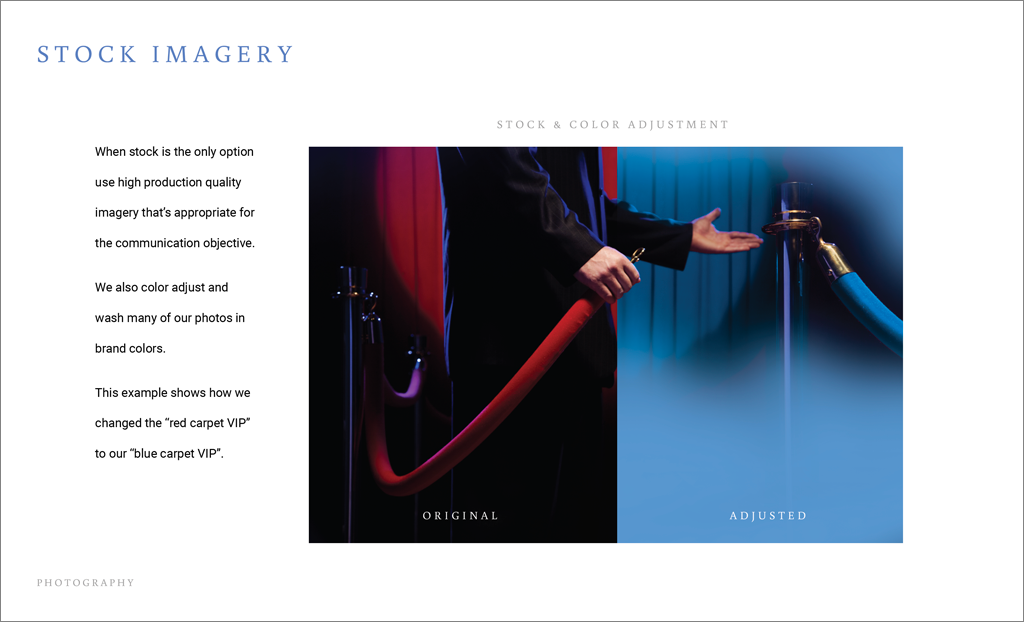 STOCK IMAGERY
STOCK & COLOR ADJUSTMENT
When stock is the only option
use high production quality
imagery that’s appropriate for
the communication objective.
We also color adjust and
wash many of our photos in
brand colors.
This example shows how we
changed the “red carpet VIP”
to our “blue carpet VIP”.
ORIGINAL
ADJUSTED
PHOTOGRAPHY